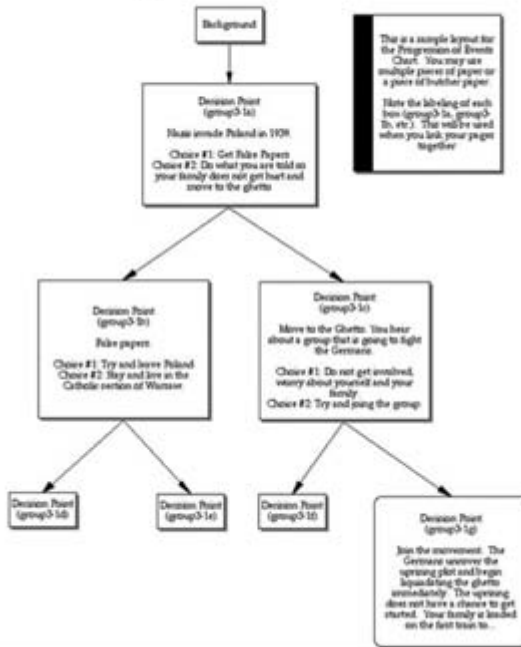 Background
This is a sample layout for
the Progression of Events
Chart. You may use
multiple pieces of paper or
a piece of butcher paper
Note the labeling of each
box (group3-1a, group3-
1b, etc.). This will be used
when you link your pages
together
Decision Point
(group3-1a)
Nazis invade Poland in 1939.
Choice #1: Get False Papers
Choice #2: Do what you are told so
your family does not get hurt and
move to the ghetto
Decision Point
(group3-1b)
False papers
Choice #1: Try and leave Poland
Choice #2: Stay and live in the
Catholic section of Warsaw
Decision Point
(group3-1c)
Move to the Ghetto. You hear
about a group that is going to fight
the Germans.
Choice #1: Do not get involved,
worry about yourself and your
family
Choice #2: Try and joing the group
Decision Point
(group3-1d)
Decision Point
(group3-1e)
Decision Point
(group3-1f)
Decision Point
(group3-1g)
Join the movement. The
Germans uncover the
uprising plot and begin
liquidating the ghetto
immediately. The uprising
does not have a chance to get
started. Your family is loaded
on the first train to...